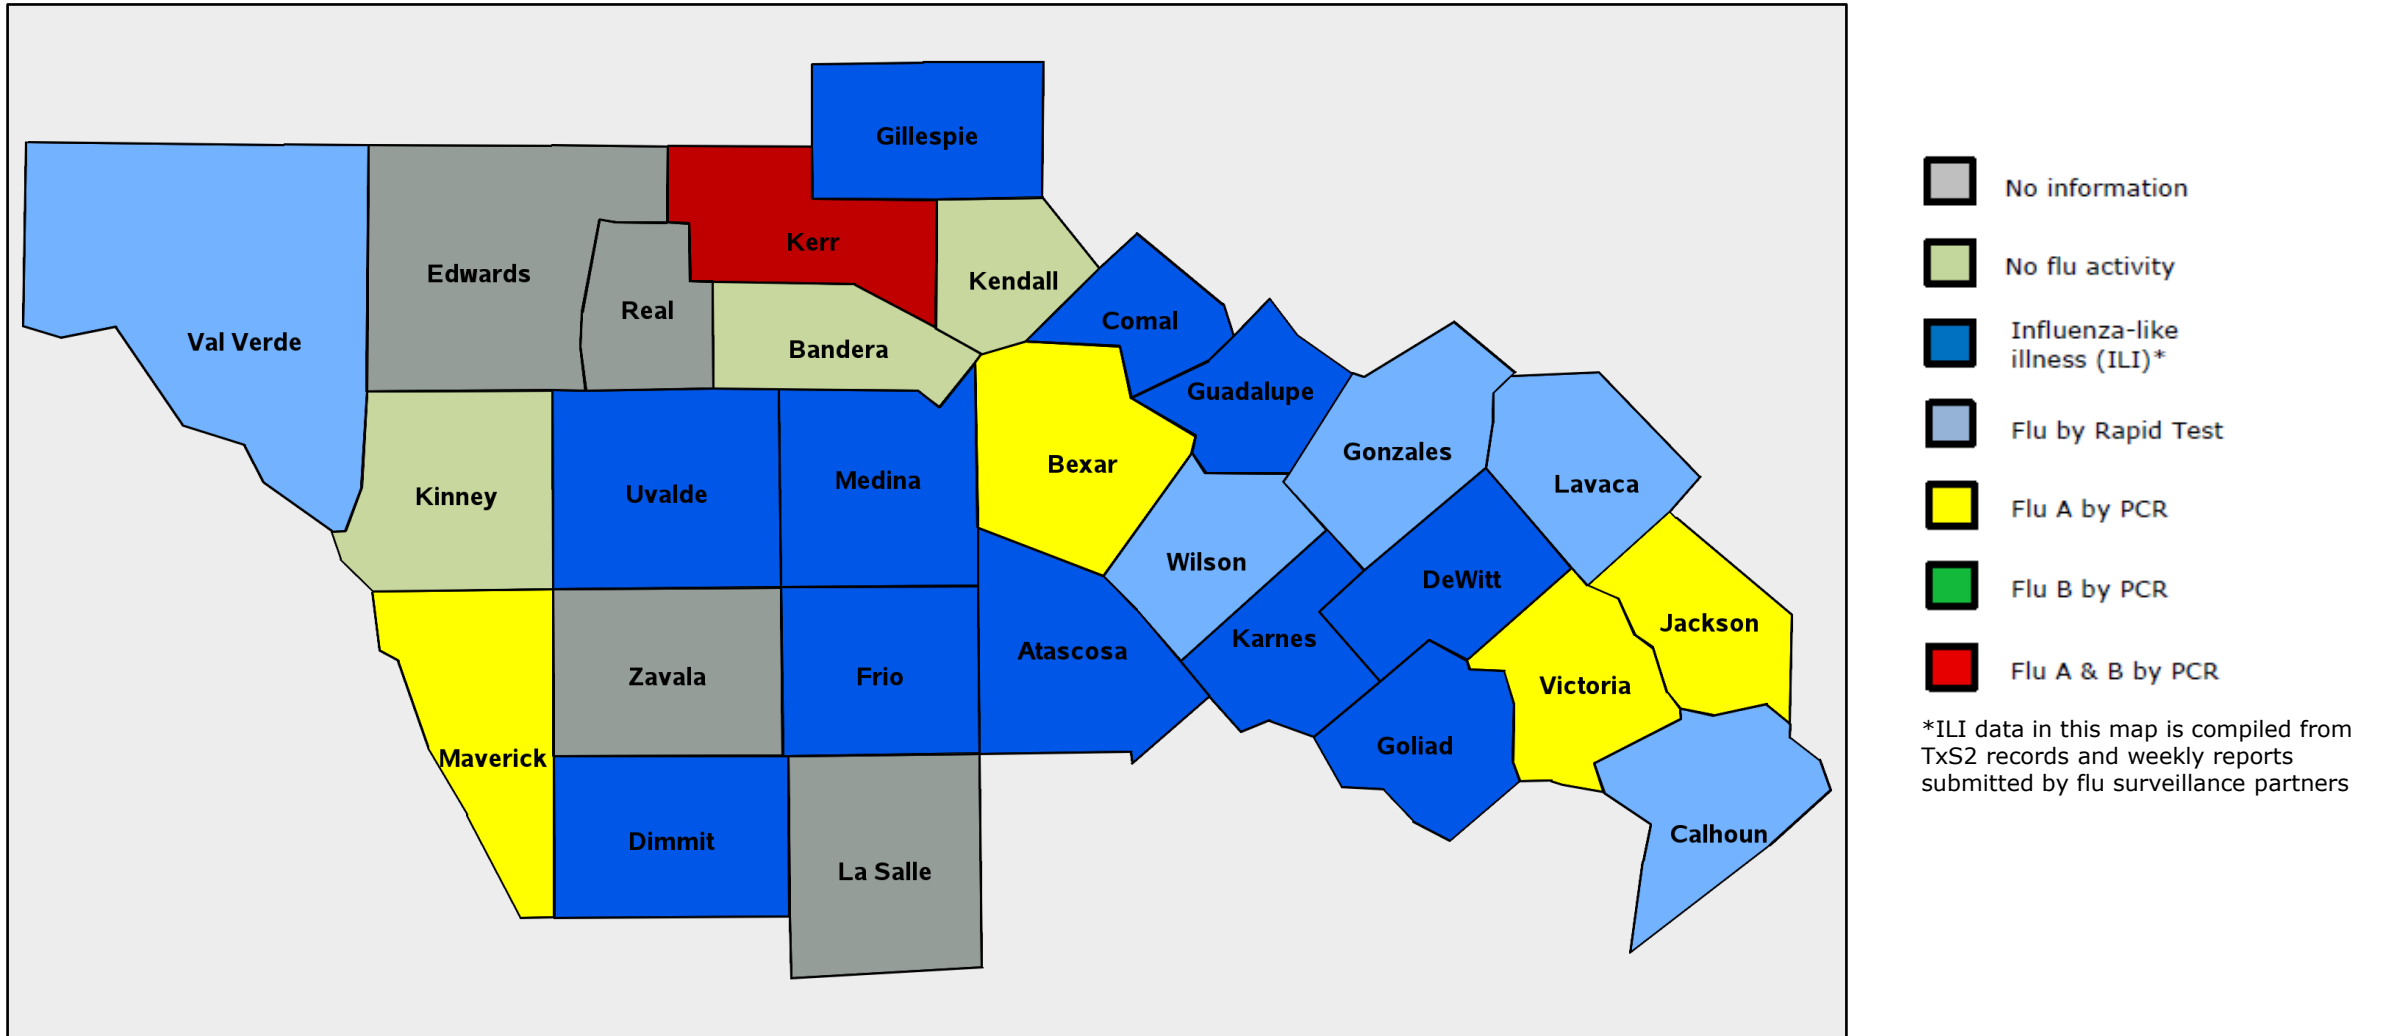 Gillespie
Kerr
Edwards
Kendall
Real
Comal
Val Verde
Bandera
Guadalupe
Gonzales
Bexar
Medina
Lavaca
Uvalde
Kinney
Wilson
DeWitt
Jackson
Karnes
Atascosa
Zavala
Frio
Victoria
Goliad
Maverick
Calhoun
Dimmit
La Salle
No information
No flu activity
Influenza-like
illness (ILI)*
Flu by Rapid Test
Flu A by PCR
Flu B by PCR
Flu A & B by PCR
*ILI data in this map is compiled from
TxS2 records and weekly reports
submitted by flu surveillance partners